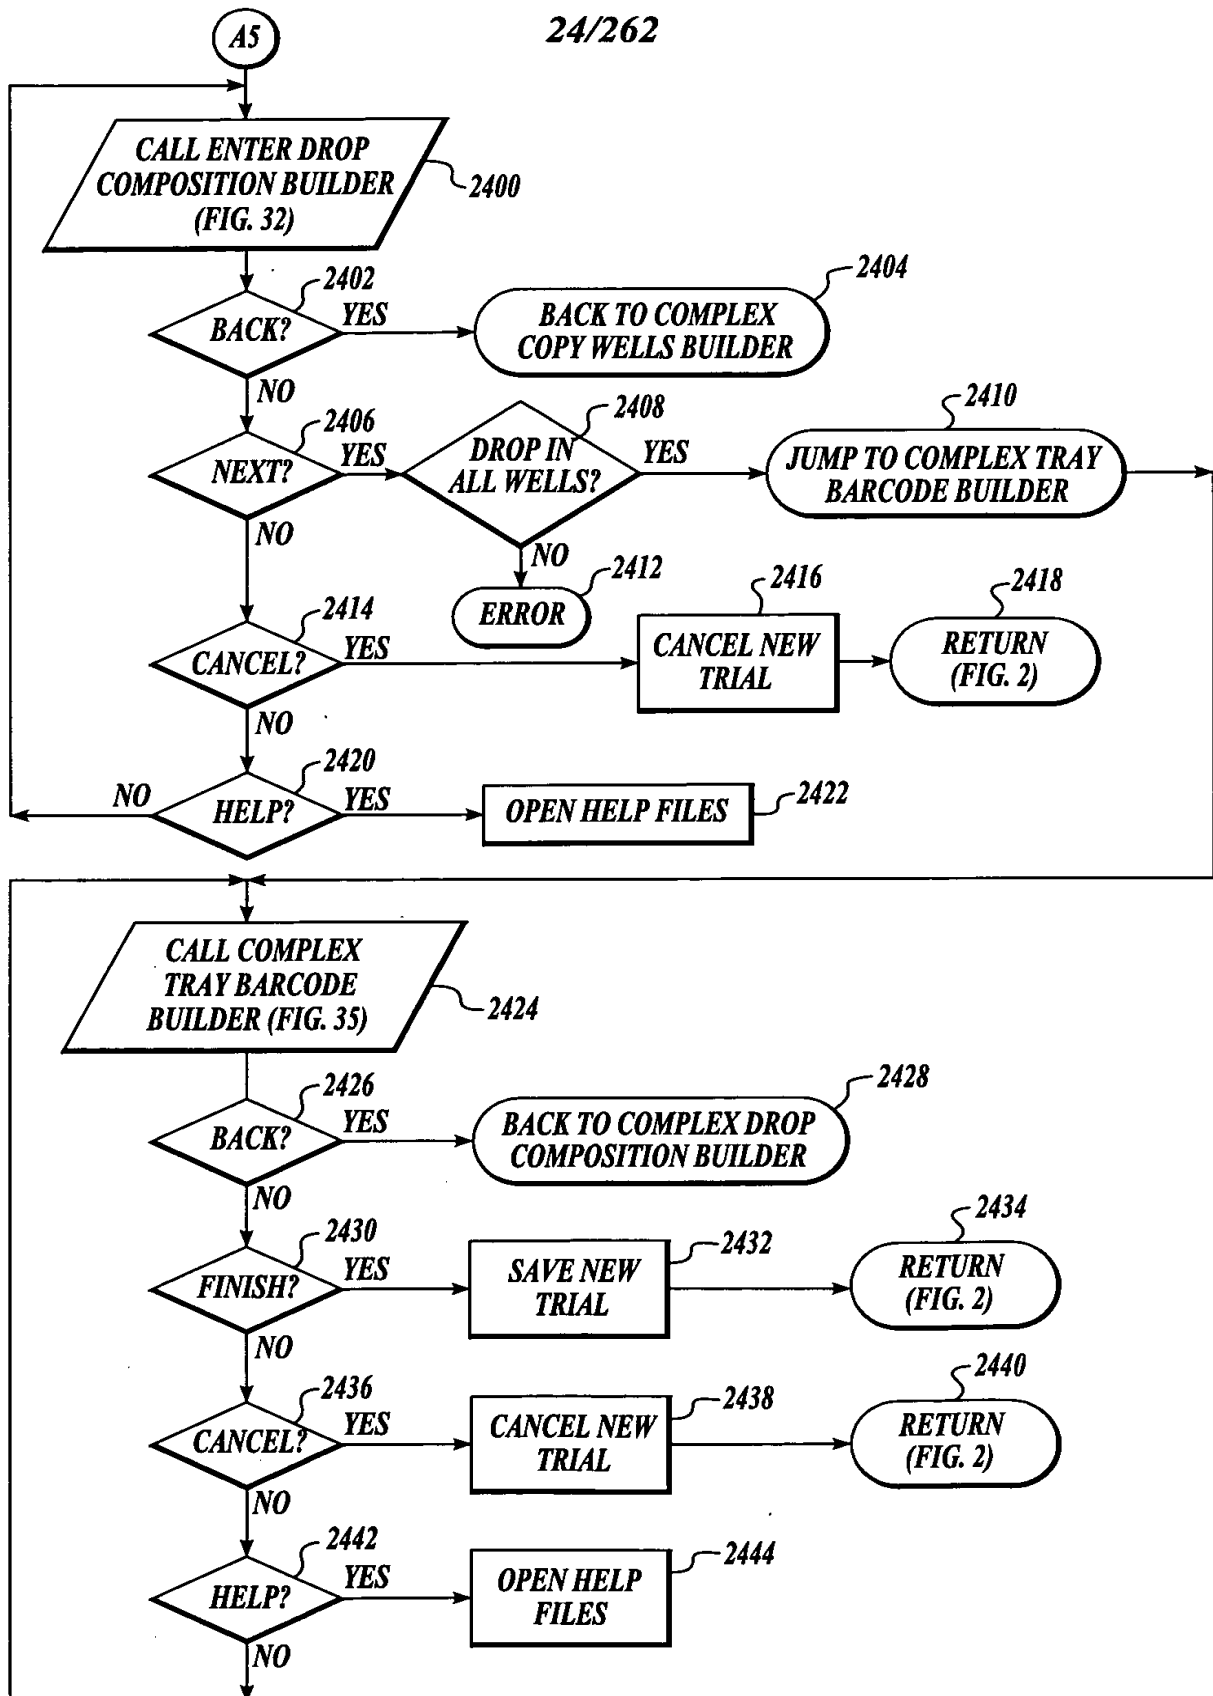 24/262
A5
CALL ENTER DROP
COMPOSITION BUILDER
(FIG. 32)
2400
2402
BACK?
YES
NO
2404
BACK TO COMPLEX
COPY WELLS BUILDER
2406
NEXT?
YES
NO
2408
DROP IN
ALL WELLS?
YES
NO
2410
JUMP TO COMPLEX TRAY
BARCODE BUILDER
2412
ERROR
2414
CANCEL?
YES
NO
2416
CANCEL NEW
TRIAL
2418
RETURN
(FIG. 2)
2420
NO
HELP?
YES
OPEN HELP FILES
2422
CALL COMPLEX
TRAY BARCODE
BUILDER (FIG. 35)
2424
2426
BACK?
YES
NO
2428
BACK TO COMPLEX DROP
COMPOSITION BUILDER
2430
FINISH?
YES
NO
2432
SAVE NEW
TRIAL
2434
RETURN
(FIG. 2)
2436
CANCEL?
YES
NO
2438
CANCEL NEW
TRIAL
2440
RETURN
(FIG. 2)
2442
HELP?
YES
NO
2444
OPEN HELP
FILES